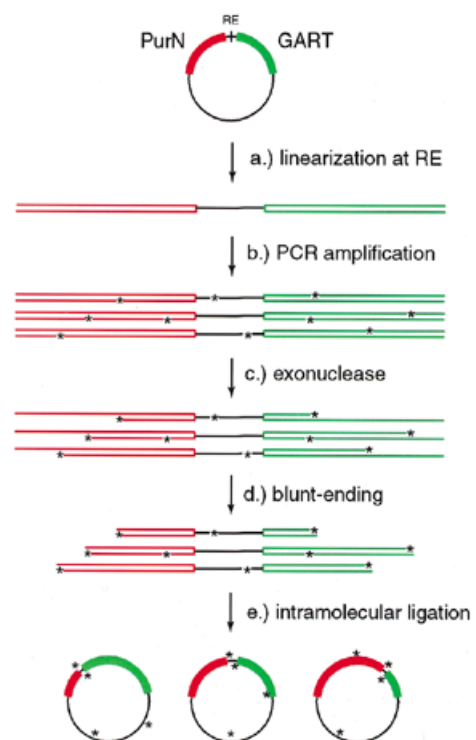 RE
PurN + GART
a.) linearization at RE
b.) PCR amplification
c.) exonuclease
d.) blunt-ending
e.) intramolecular ligation